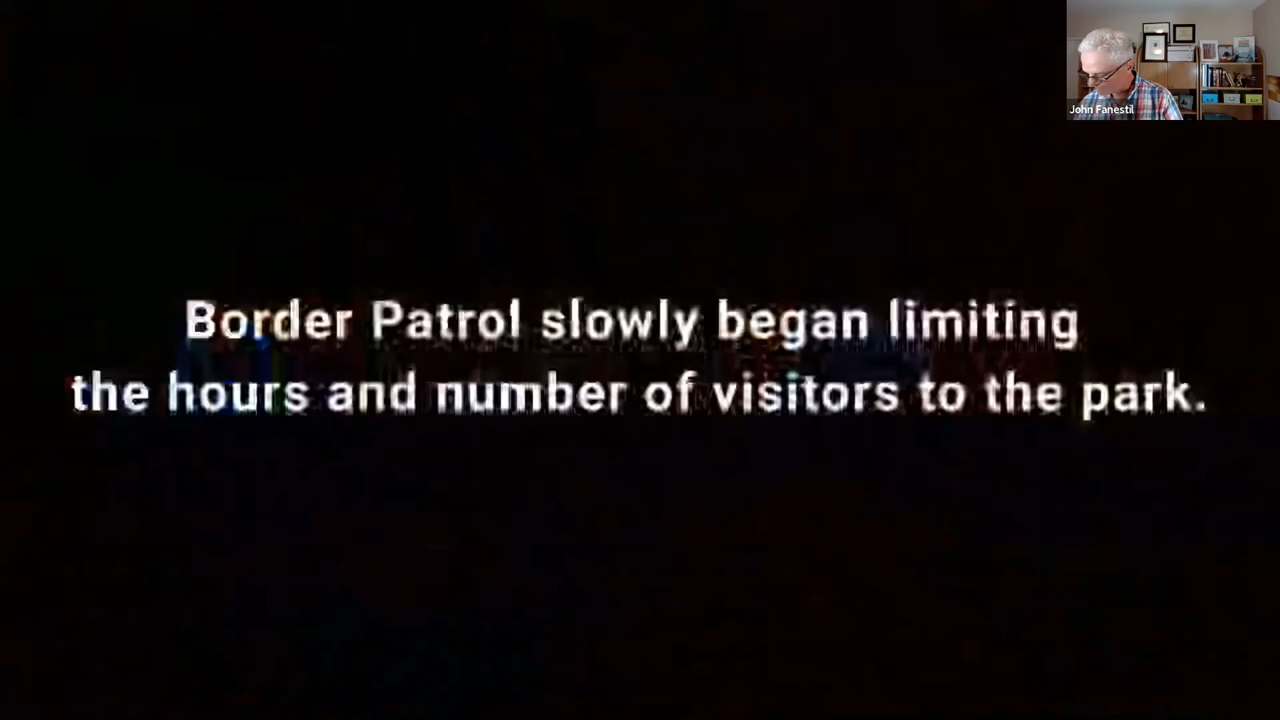 John Fanestil
Border Patrol slowly began limiting
the hours and number of visitors to the park.